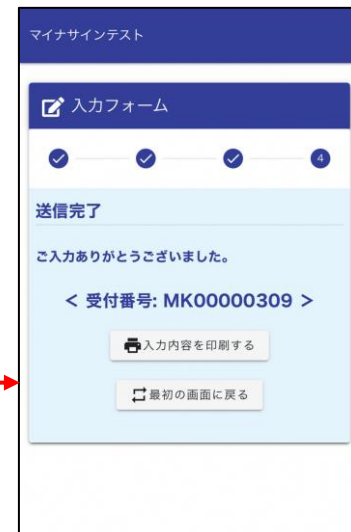 マイナサインテスト
入力フォーム
4
送信完了
ご入力ありがとうございました。
< 受付番号: MK00000309 >
入力内容を印刷する
最初の画面に戻る